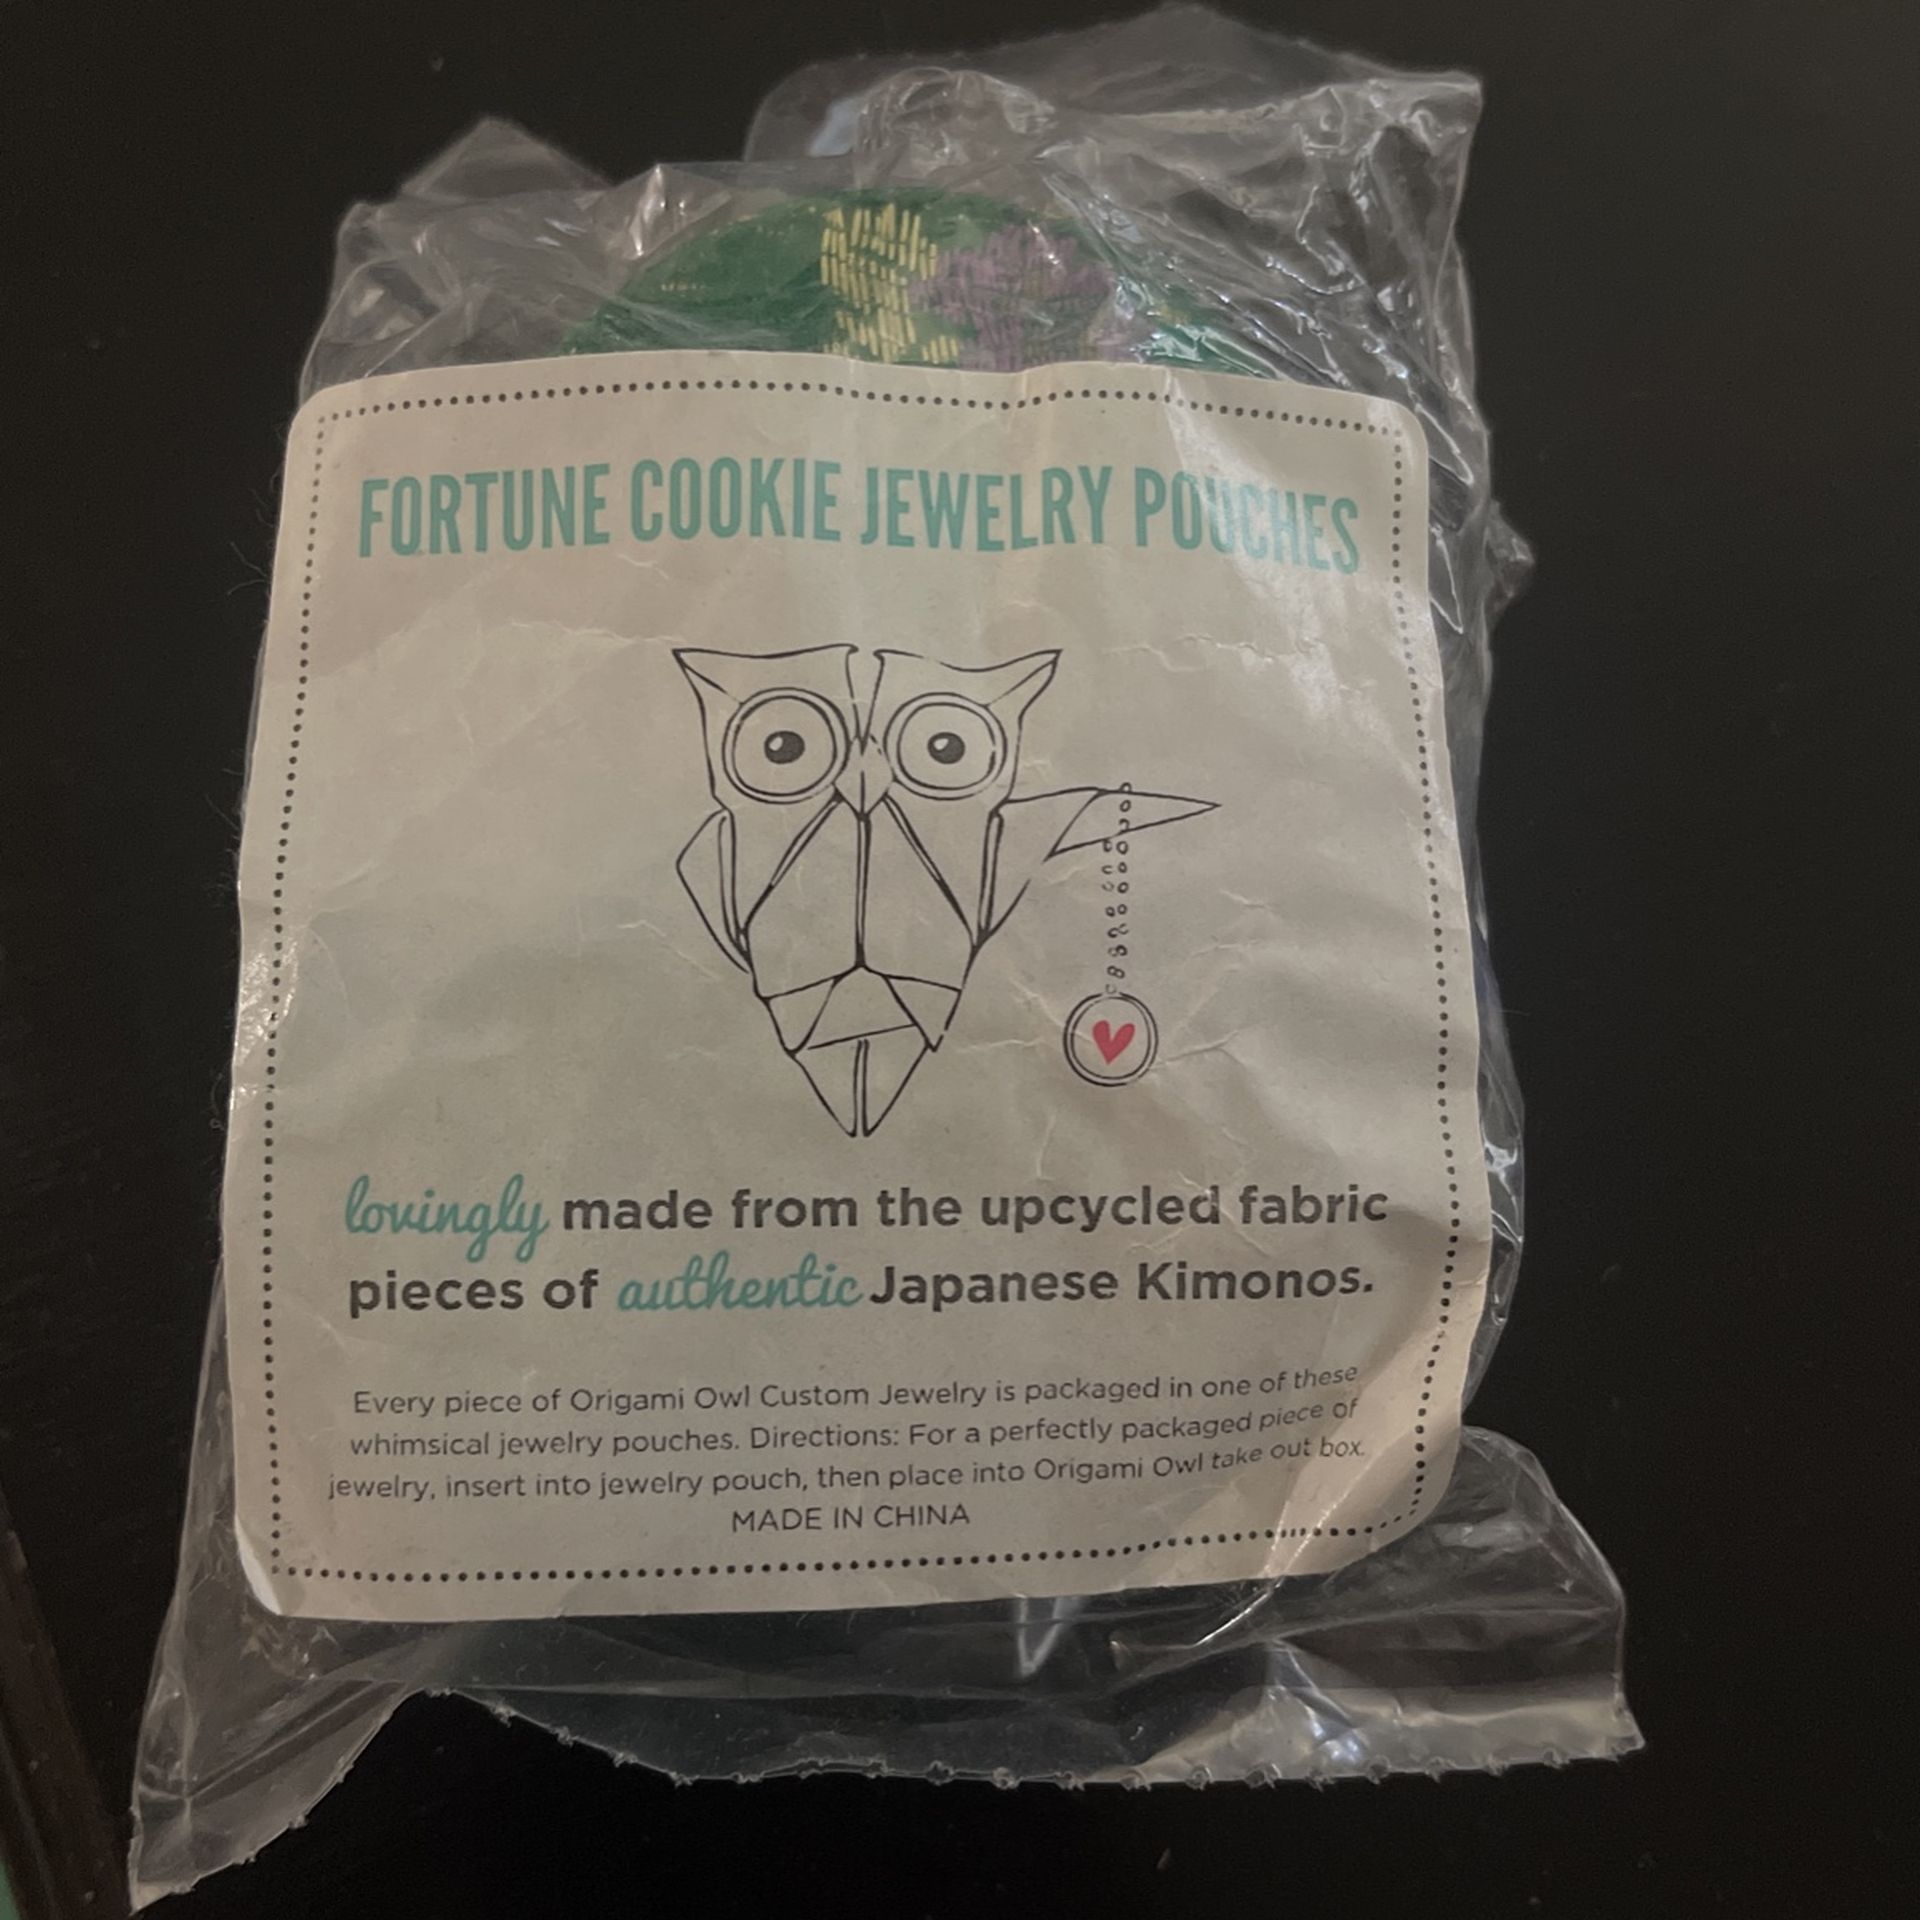 FORTUNE COOKIE JEWELRY POUCHES
lovingly made from the upcycled fabric
pieces of authentic Japanese Kimonos.
Every piece of Origami Owl Custom Jewelry is packaged in one of these
whimsical jewelry pouches. Directions: For a perfectly packaged piece of
jewelry, insert into jewelry pouch, then place into Origami Owl take out box.
MADE IN CHINA